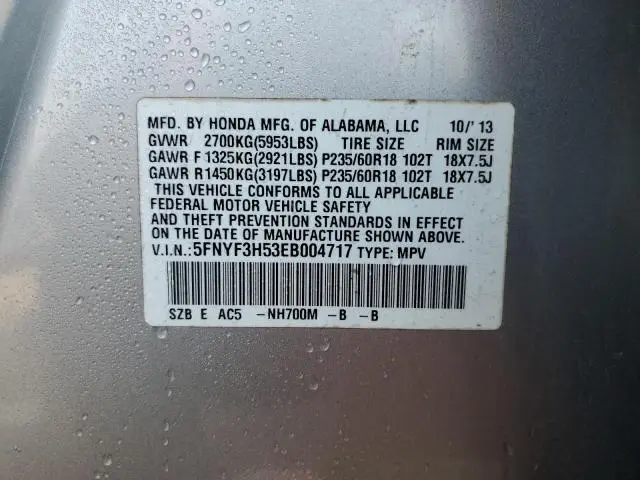 MFD. BY HONDA MFG. OF ALABAMA, LLC 10/'13
GVWR 2700KG(5953LBS) TIRE SIZE RIM SIZE
GAWR F1325KG(2921LBS) P235/60R18 102T 18X7.5J
GAWR R1450KG(3197LBS) P235/60R18 102T 18X7.5J
THIS VEHICLE CONFORMS TO ALL APPLICABLE
FEDERAL MOTOR VEHICLE SAFETY
AND THEFT PREVENTION STANDARDS IN EFFECT
ON THE DATE OF MANUFACTURE SHOWN ABOVE.
V.I.N.:5FNYF3H53EB004717 TYPE: MPV
SZB E AC5 -NH700M -B -B